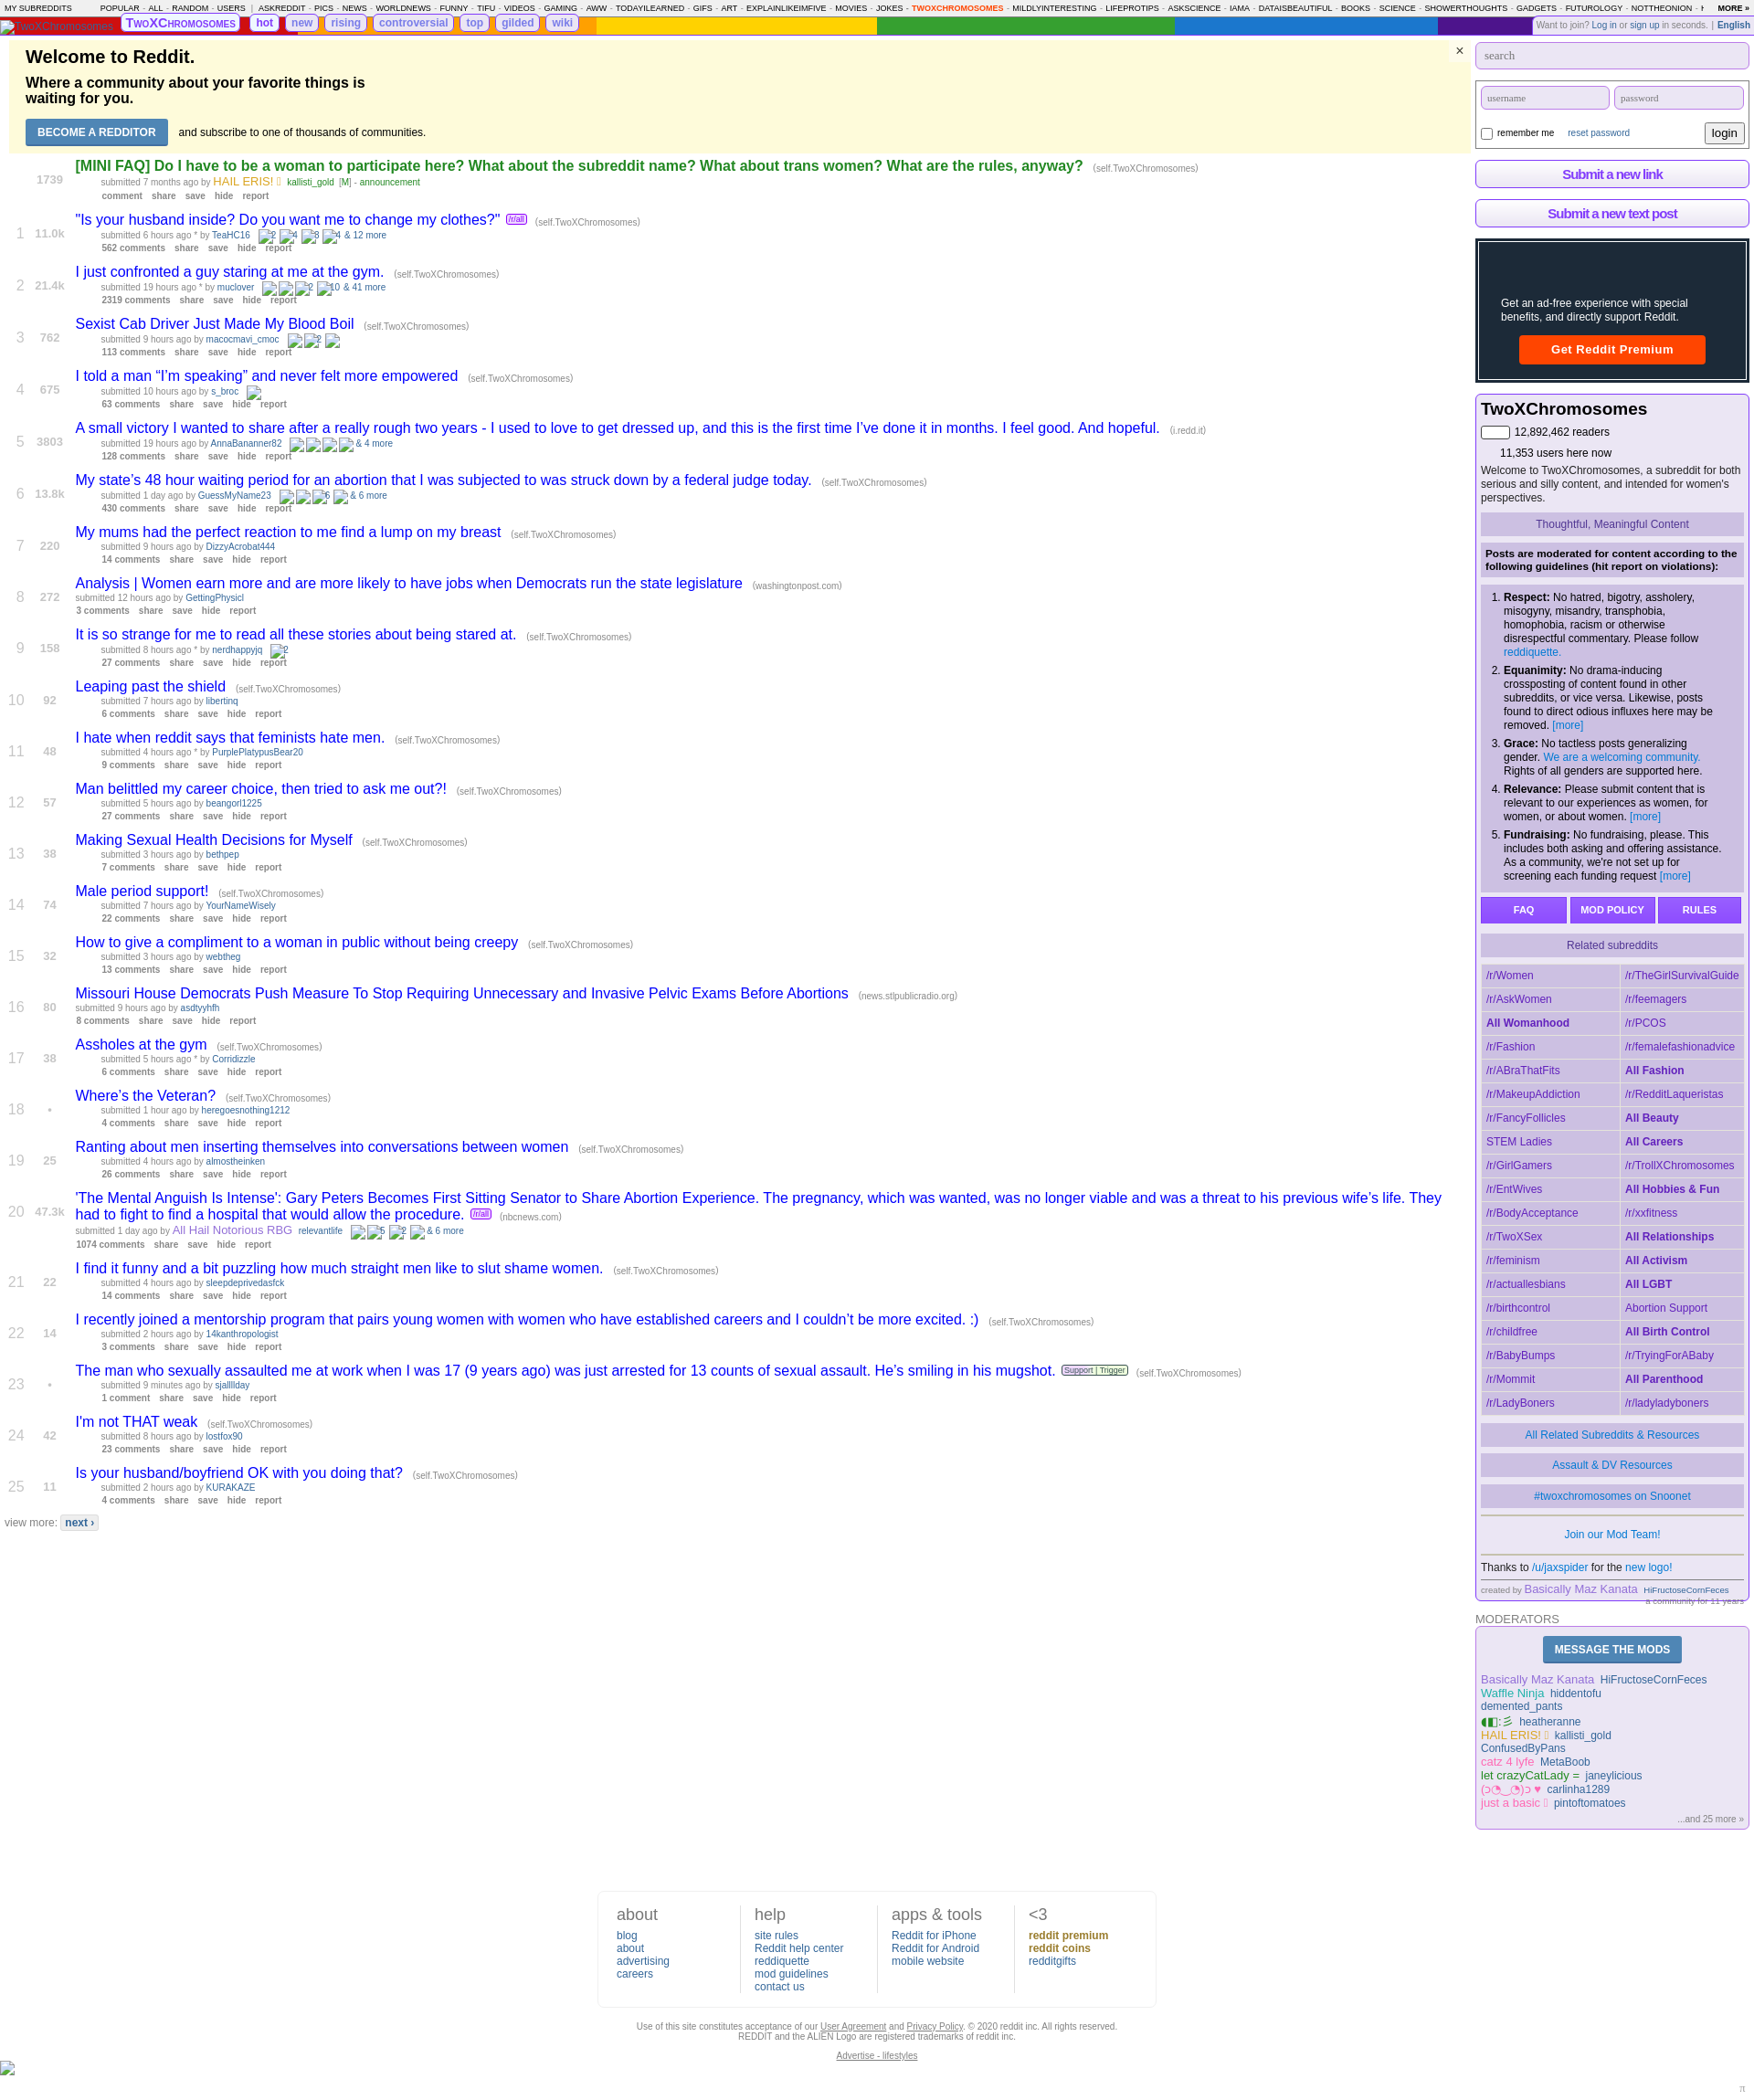 MY SUBREDDITS POPULAR - ALL - RANDOM - USERS | ASKREDDIT - PICS - NEWS - WORLDNEWS - FUNNY - TIFU - VIDEOS - GAMING - AWW - TODAYILEARNED - GIFS - ART - EXPLAINLIKEIMFIVE - MOVIES - JOKES - TWOXCHROMOSOMES - MILDLYINTERESTING - LIFEPROTIPS - ASKSCIENCE - IAMA - DATAISBEAUTIFUL - BOOKS - SCIENCE - SHOWERTHOUGHTS - GADGETS - FUTUROLOGY - NOTTHEONION - MORE »
TwoXChromosomes TwoXChromosomes hot new rising controversial top gilded wiki
Want to join? Log in or sign up in seconds. | English
Welcome to Reddit.
Where a community about your favorite things is
waiting for you.
BECOME A REDDITOR and subscribe to one of thousands of communities.
×
1739
[MINI FAQ] Do I have to be a woman to participate here? What about the subreddit name? What about trans women? What are the rules, anyway? (self.TwoXChromosomes)
submitted 7 months ago by HAIL ERIS! kallisti_gold [M] - announcement
comment share save hide report
1 11.0k
"Is your husband inside? Do you want me to change my clothes?" /r/all (self.TwoXChromosomes)
submitted 6 hours ago * by TeaHC16 2 4 3 4 & 12 more
562 comments share save hide report
2 21.4k
I just confronted a guy staring at me at the gym. (self.TwoXChromosomes)
submitted 19 hours ago * by muclover 2 10 & 41 more
2319 comments share save hide report
3 762
Sexist Cab Driver Just Made My Blood Boil (self.TwoXChromosomes)
submitted 9 hours ago by macocmavi_cmoc 2
113 comments share save hide report
4 675
I told a man “I’m speaking” and never felt more empowered (self.TwoXChromosomes)
submitted 10 hours ago by s_broc
63 comments share save hide report
5 3803
A small victory I wanted to share after a really rough two years - I used to love to get dressed up, and this is the first time I’ve done it in months. I feel good. And hopeful. (i.redd.it)
submitted 19 hours ago by AnnaBananner82 & 4 more
128 comments share save hide report
6 13.8k
My state’s 48 hour waiting period for an abortion that I was subjected to was struck down by a federal judge today. (self.TwoXChromosomes)
submitted 1 day ago by GuessMyName23 6 & 6 more
430 comments share save hide report
7 220
My mums had the perfect reaction to me find a lump on my breast (self.TwoXChromosomes)
submitted 9 hours ago by DizzyAcrobat444
14 comments share save hide report
8 272
Analysis | Women earn more and are more likely to have jobs when Democrats run the state legislature (washingtonpost.com)
submitted 12 hours ago by GettingPhysicl
3 comments share save hide report
9 158
It is so strange for me to read all these stories about being stared at. (self.TwoXChromosomes)
submitted 8 hours ago * by nerdhappyjq 2
27 comments share save hide report
10 92
Leaping past the shield (self.TwoXChromosomes)
submitted 7 hours ago by libertinq
6 comments share save hide report
11 48
I hate when reddit says that feminists hate men. (self.TwoXChromosomes)
submitted 4 hours ago * by PurplePlatypusBear20
9 comments share save hide report
12 57
Man belittled my career choice, then tried to ask me out?! (self.TwoXChromosomes)
submitted 5 hours ago by beangorl1225
27 comments share save hide report
13 38
Making Sexual Health Decisions for Myself (self.TwoXChromosomes)
submitted 3 hours ago by bethpep
7 comments share save hide report
14 74
Male period support! (self.TwoXChromosomes)
submitted 7 hours ago by YourNameWisely
22 comments share save hide report
15 32
How to give a compliment to a woman in public without being creepy (self.TwoXChromosomes)
submitted 3 hours ago by webtheg
13 comments share save hide report
16 80
Missouri House Democrats Push Measure To Stop Requiring Unnecessary and Invasive Pelvic Exams Before Abortions (news.stlpublicradio.org)
submitted 9 hours ago by asdtyyhfh
8 comments share save hide report
17 38
Assholes at the gym (self.TwoXChromosomes)
submitted 5 hours ago * by Corridizzle
6 comments share save hide report
18 •
Where’s the Veteran? (self.TwoXChromosomes)
submitted 1 hour ago by heregoesnothing1212
4 comments share save hide report
19 25
Ranting about men inserting themselves into conversations between women (self.TwoXChromosomes)
submitted 4 hours ago by almostheinken
26 comments share save hide report
20 47.3k
'The Mental Anguish Is Intense': Gary Peters Becomes First Sitting Senator to Share Abortion Experience. The pregnancy, which was wanted, was no longer viable and was a threat to his previous wife’s life. They
had to fight to find a hospital that would allow the procedure. /r/all (nbcnews.com)
submitted 1 day ago by All Hail Notorious RBG relevantlife 5 2 & 6 more
1074 comments share save hide report
21 22
I find it funny and a bit puzzling how much straight men like to slut shame women. (self.TwoXChromosomes)
submitted 4 hours ago by sleepdeprivedasfck
14 comments share save hide report
22 14
I recently joined a mentorship program that pairs young women with women who have established careers and I couldn’t be more excited. :) (self.TwoXChromosomes)
submitted 2 hours ago by 14kanthropologist
3 comments share save hide report
23 •
The man who sexually assaulted me at work when I was 17 (9 years ago) was just arrested for 13 counts of sexual assault. He’s smiling in his mugshot. Support | Trigger (self.TwoXChromosomes)
submitted 9 minutes ago by sjallllday
1 comment share save hide report
24 42
I'm not THAT weak (self.TwoXChromosomes)
submitted 8 hours ago by lostfox90
23 comments share save hide report
25 11
Is your husband/boyfriend OK with you doing that? (self.TwoXChromosomes)
submitted 2 hours ago by KURAKAZE
4 comments share save hide report
view more: next ›
search
username password
remember me reset password login
Submit a new link
Submit a new text post
Get an ad-free experience with special
benefits, and directly support Reddit.
Get Reddit Premium
TwoXChromosomes
12,892,462 readers
11,353 users here now
Welcome to TwoXChromosomes, a subreddit for both
serious and silly content, and intended for women's
perspectives.
Thoughtful, Meaningful Content
Posts are moderated for content according to the
following guidelines (hit report on violations):
1. Respect: No hatred, bigotry, assholery,
misogyny, misandry, transphobia,
homophobia, racism or otherwise
disrespectful commentary. Please follow
reddiquette.
2. Equanimity: No drama-inducing
crossposting of content found in other
subreddits, or vice versa. Likewise, posts
found to direct odious influxes here may be
removed. [more]
3. Grace: No tactless posts generalizing
gender. We are a welcoming community.
Rights of all genders are supported here.
4. Relevance: Please submit content that is
relevant to our experiences as women, for
women, or about women. [more]
5. Fundraising: No fundraising, please. This
includes both asking and offering assistance.
As a community, we're not set up for
screening each funding request [more]
FAQ MOD POLICY RULES
Related subreddits
/r/Women /r/TheGirlSurvivalGuide
/r/AskWomen /r/feemagers
All Womanhood /r/PCOS
/r/Fashion /r/femalefashionadvice
/r/ABraThatFits All Fashion
/r/MakeupAddiction /r/RedditLaqueristas
/r/FancyFollicles All Beauty
STEM Ladies All Careers
/r/GirlGamers /r/TrollXChromosomes
/r/EntWives All Hobbies & Fun
/r/BodyAcceptance /r/xxfitness
/r/TwoXSex All Relationships
/r/feminism All Activism
/r/actuallesbians All LGBT
/r/birthcontrol Abortion Support
/r/childfree All Birth Control
/r/BabyBumps /r/TryingForABaby
/r/Mommit All Parenthood
/r/LadyBoners /r/ladyladyboners
All Related Subreddits & Resources
Assault & DV Resources
#twoxchromosomes on Snoonet
Join our Mod Team!
Thanks to /u/jaxspider for the new logo!
created by Basically Maz Kanata HiFructoseCornFeces
a community for 11 years
MODERATORS
MESSAGE THE MODS
Basically Maz Kanata HiFructoseCornFeces
Waffle Ninja hiddentofu
demented_pants
◖◧:彡 heatheranne
HAIL ERIS! kallisti_gold
ConfusedByPans
catz 4 lyfe MetaBoob
let crazyCatLady = janeylicious
(ɔ◔‿◔)ɔ ♥ carlinha1289
just a basic pintoftomatoes
...and 25 more »
about help apps & tools <3
blog site rules Reddit for iPhone reddit premium
about Reddit help center Reddit for Android reddit coins
advertising reddiquette mobile website redditgifts
careers mod guidelines
contact us
Use of this site constitutes acceptance of our User Agreement and Privacy Policy. © 2020 reddit inc. All rights reserved.
REDDIT and the ALIEN Logo are registered trademarks of reddit inc.
Advertise - lifestyles
π